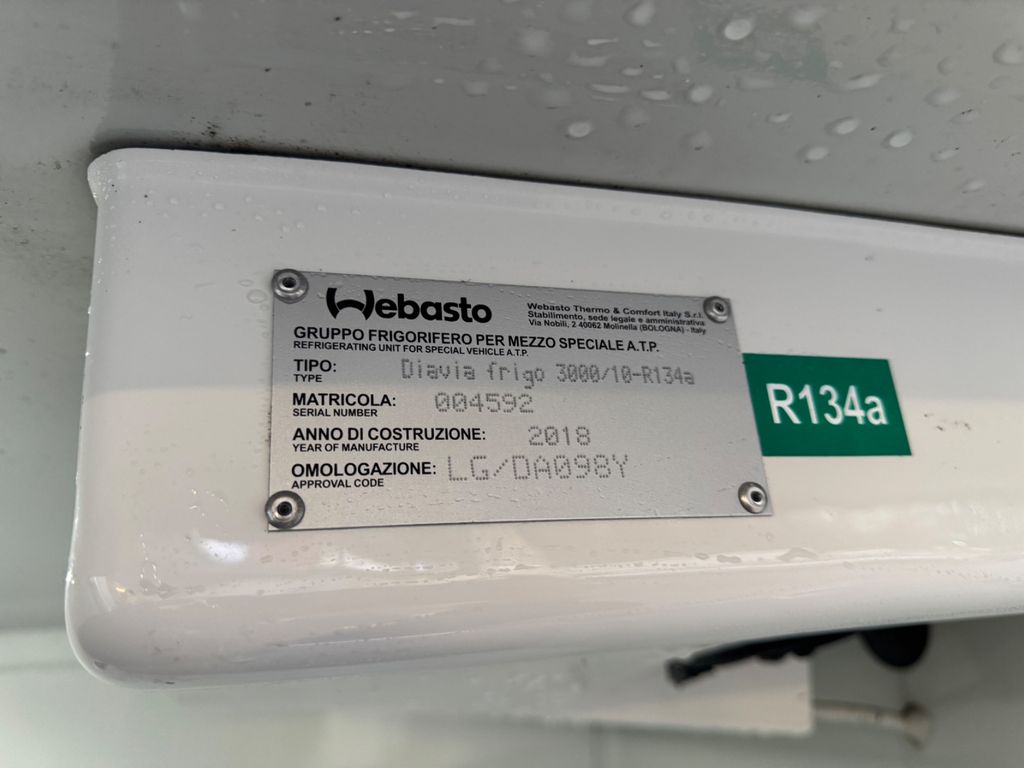 Webasto
Webasto Thermo & Comfort Italy S.r.l.
Stabilimento, sede legale e amministrativa
Via Nobili, 2 40062 Molinella (BOLOGNA) - Italy
GRUPPO FRIGORIFERO PER MEZZO SPECIALE A.T.P.
REFRIGERATING UNIT FOR SPECIAL VEHICLE A.T.P.
TIPO: Diavia frigo 3000/10-R134a
TYPE
MATRICOLA: 004592
SERIAL NUMBER
ANNO DI COSTRUZIONE: 2018
YEAR OF MANUFACTURE
OMOLOGAZIONE: LG/DA098Y
APPROVAL CODE
R134a